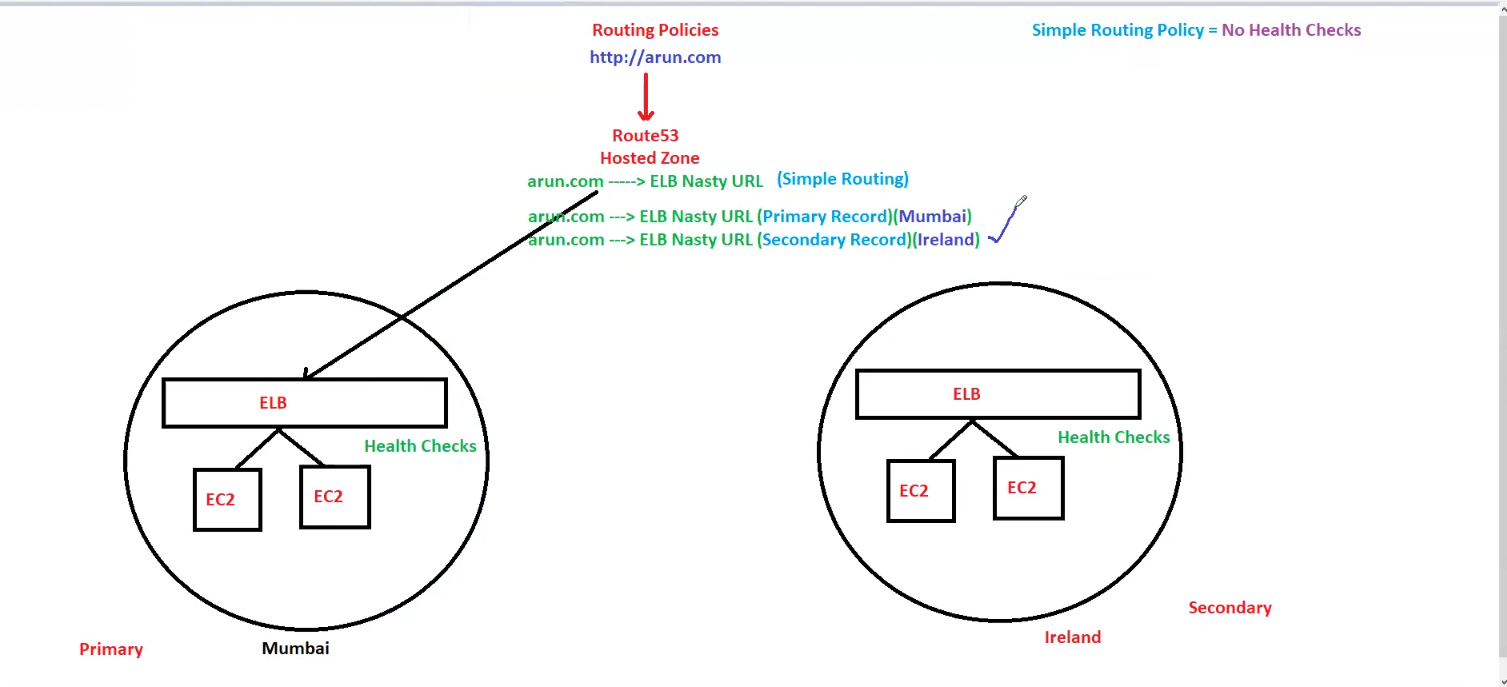 Routing Policies
Simple Routing Policy = No Health Checks
http://arun.com
Route53
Hosted Zone
arun.com -----> ELB Nasty URL (Simple Routing)
arun.com ---> ELB Nasty URL (Primary Record)(Mumbai)
arun.com ---> ELB Nasty URL (Secondary Record)(Ireland)
ELB
Health Checks
EC2
EC2
Primary
Mumbai
ELB
Health Checks
EC2
EC2
Secondary
Ireland